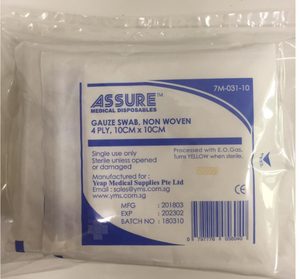 7M-031-10
ASSURE™
MEDICAL DISPOSABLES
GAUZE SWAB, NON WOVEN
4 PLY, 10CM x 10CM
Single use only
Sterile unless opened
or damaged
Processed with E.O.Gas.
Turns YELLOW when sterile.
Manufactured for :
Yeap Medical Supplies Pte Ltd
Email : sales@yms.com.sg
www.yms.com.sg
MFG : 201803
EXP : 202302
BATCH NO : 180310
CE